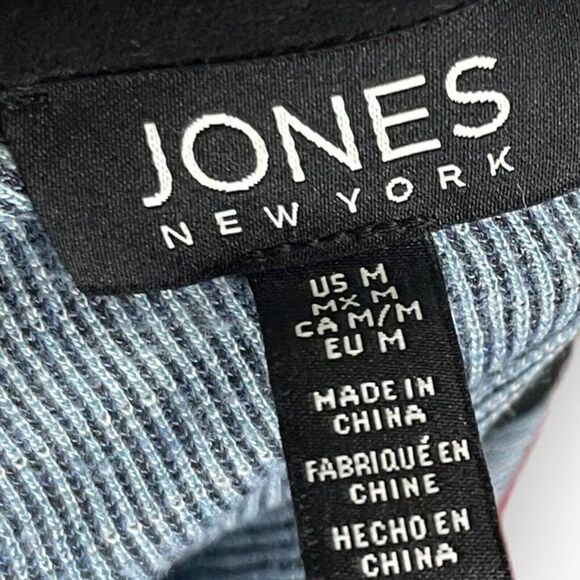 JONES
NEW YORK
US M
MX M
CA M/M
EU M
MADE IN
CHINA
FABRIQUÉ EN
CHINE
HECHO EN
CHINA